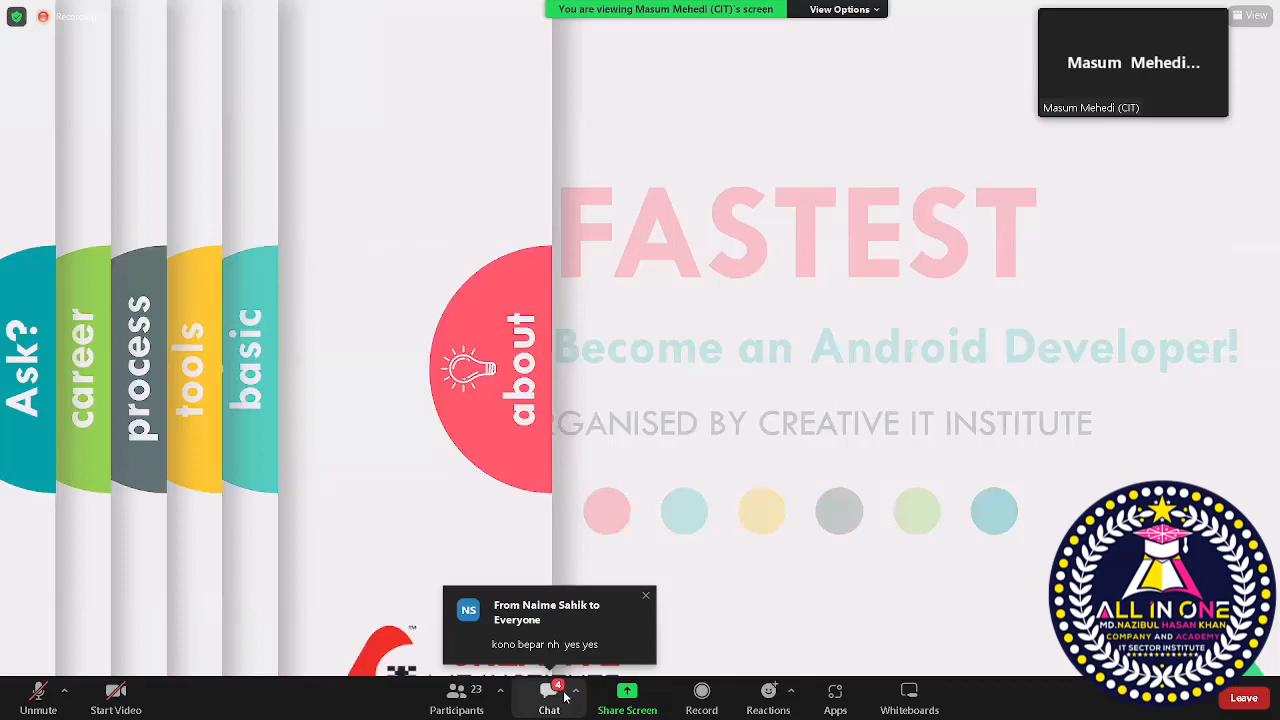 Recording
You are viewing Masum Mehedi (CIT)'s screen
View Options
View
Masum Mehedi...
Masum Mehedi (CIT)
FASTEST
Become an Android Developer!
RGANISED BY CREATIVE IT INSTITUTE
Ask?
career
process
tools
basic
about
From Naime Sahik to
Everyone
NS
kono bepar nh yes yes
™
ALL IN ONE
MD.NAZIBUL HASAN KHAN
COMPANY AND ACADEMY
IT SECTOR INSTITUTE
Unmute
Start Video
23
Participants
4
Chat
Share Screen
Record
Reactions
Apps
Whiteboards
Leave